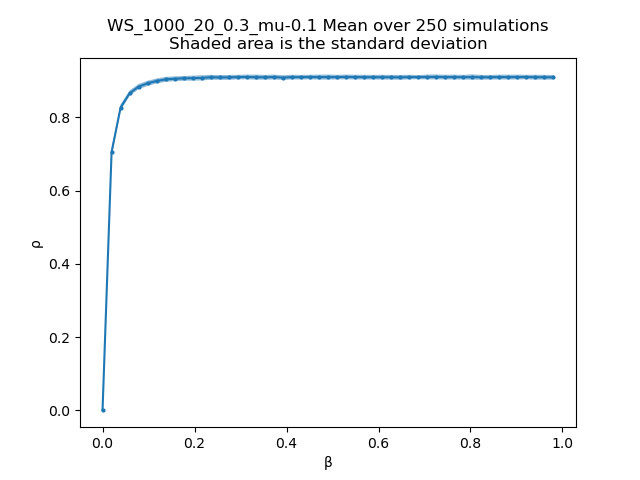 WS_1000_20_0.3_mu-0.1 Mean over 250 simulations
Shaded area is the standard deviation
ρ
0.8
0.6
0.4
0.2
0.0
0.0 0.2 0.4 0.6 0.8 1.0
β